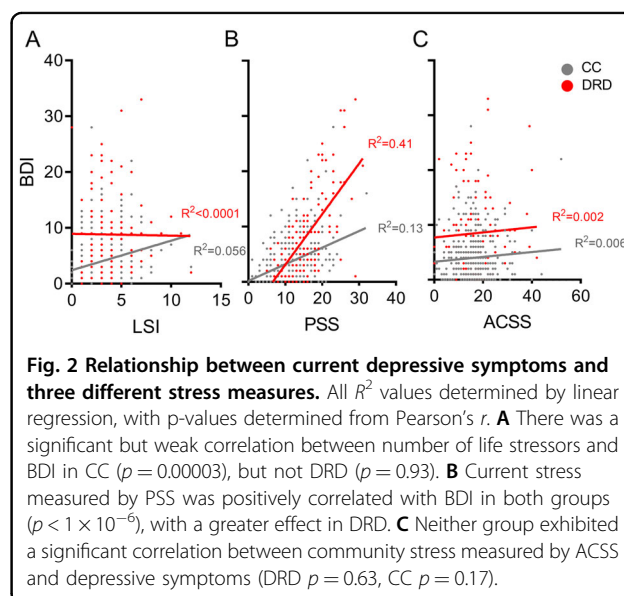 A
B
C
CC
DRD
40
30
20
10
0
BDI
R²=0.41
R²<0.0001
R²=0.056
R²=0.13
R²=0.002
R²=0.006
0 5 10 15
0 10 20 30 40
0 20 40 60
LSI
PSS
ACSS
Fig. 2 Relationship between current depressive symptoms and
three different stress measures. All R² values determined by linear
regression, with p-values determined from Pearson's r. A There was a
significant but weak correlation between number of life stressors and
BDI in CC (p = 0.00003), but not DRD (p = 0.93). B Current stress
measured by PSS was positively correlated with BDI in both groups
(p < 1 × 10⁻⁶), with a greater effect in DRD. C Neither group exhibited
a significant correlation between community stress measured by ACSS
and depressive symptoms (DRD p = 0.63, CC p = 0.17).